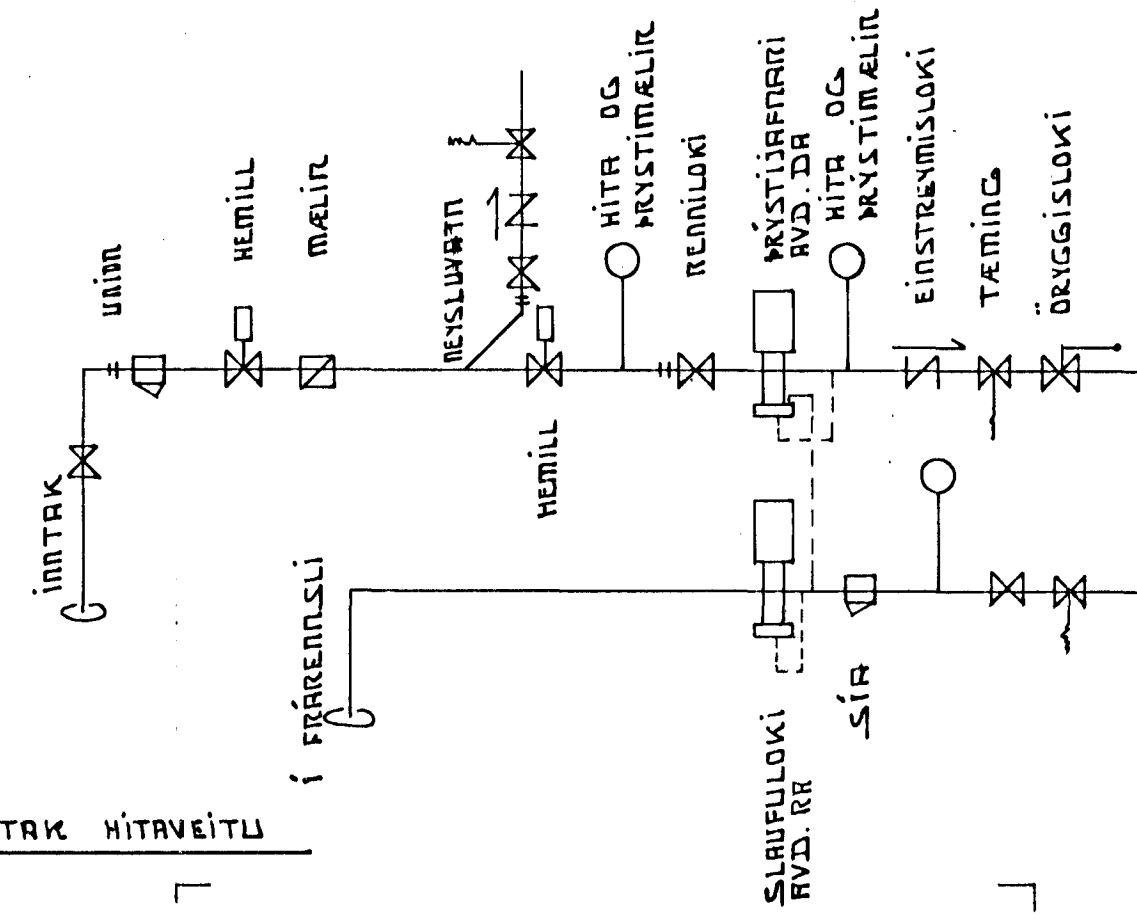 INNTAK
UNION
HEMILL
MÆLIR
NEYSLUVATN
HEMILL
HITA OG
ÞRÝSTIMÆLIR
RENNILOKI
ÞRÝSTIJAFNARI
AVD. DA
HITA OG
ÞRÝSTIMÆLIR
EINSTREYMISLOKI
TÆMING
ÖRYGGISLOKI
Í FRÁRENNSLI
SLAUFULOKI
AVD. RA
SÍA
TAK HITAVEITU